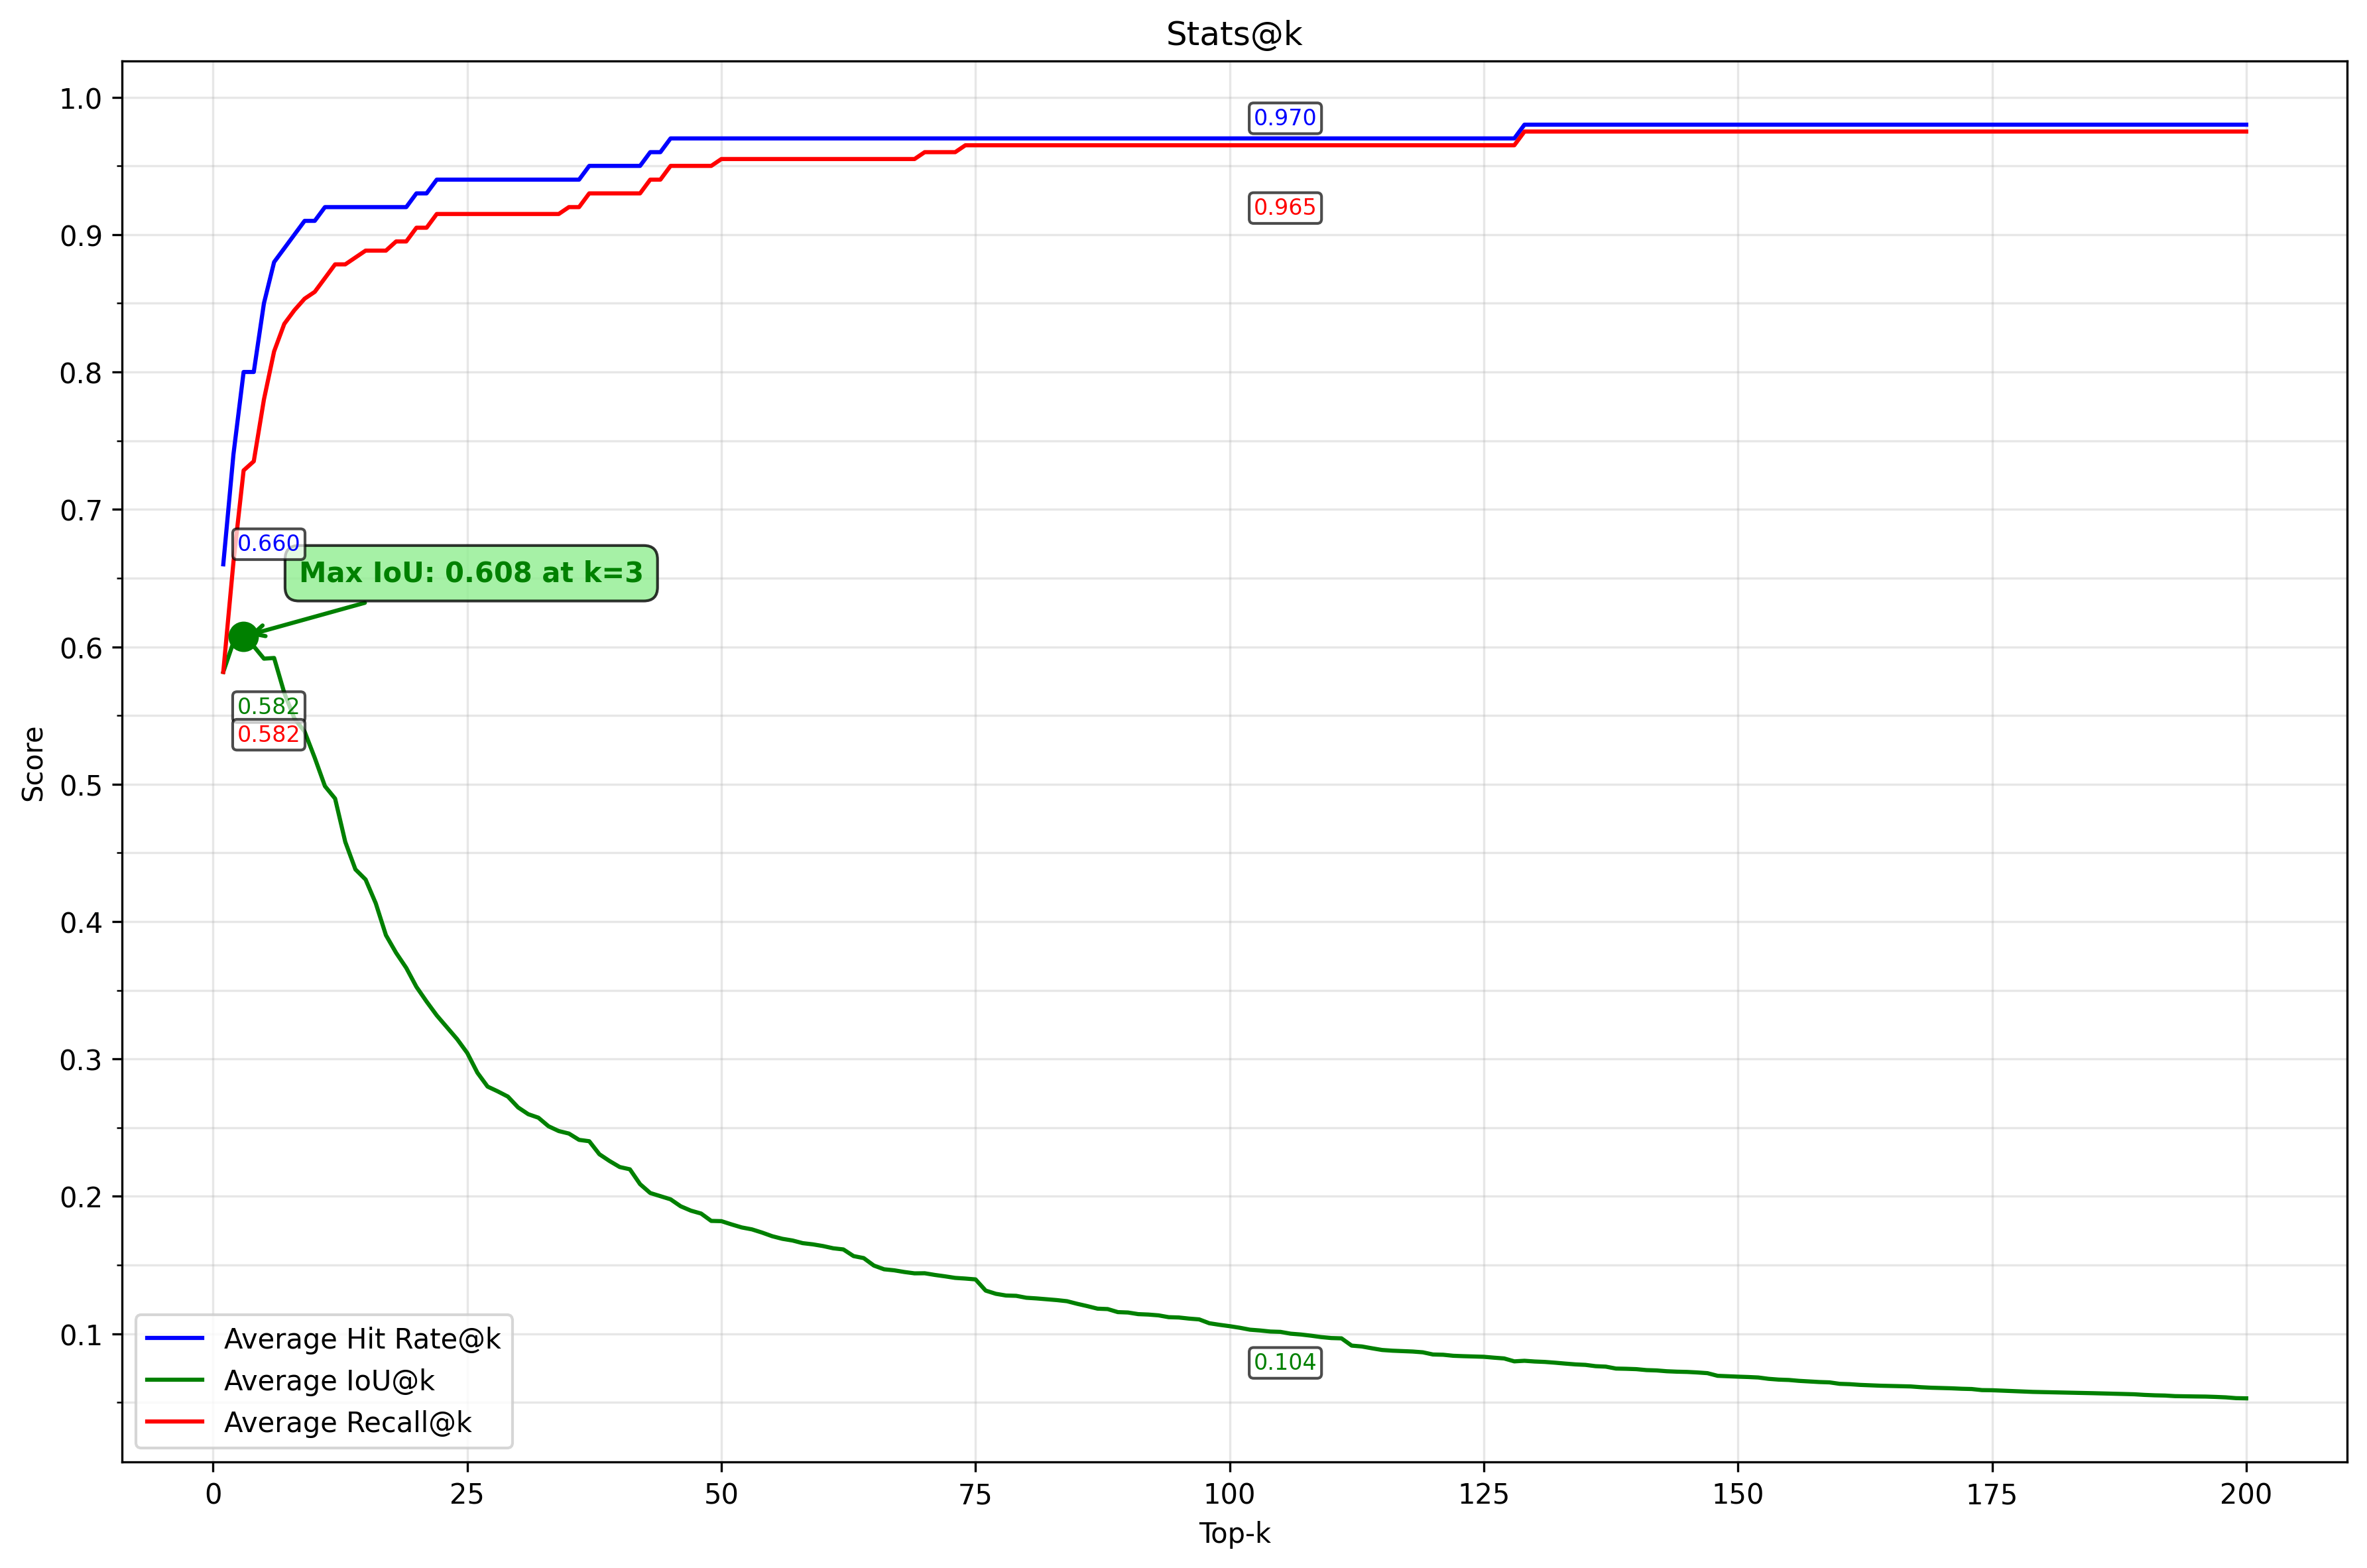 Stats@k
1.0
0.9
0.8
0.7
0.6
0.5
0.4
0.3
0.2
0.1
Score
0.970
0.965
0.660
Max IoU: 0.608 at k=3
0.582
0.582
0.104
Average Hit Rate@k
Average IoU@k
Average Recall@k
0 25 50 75 100 125 150 175 200
Top-k